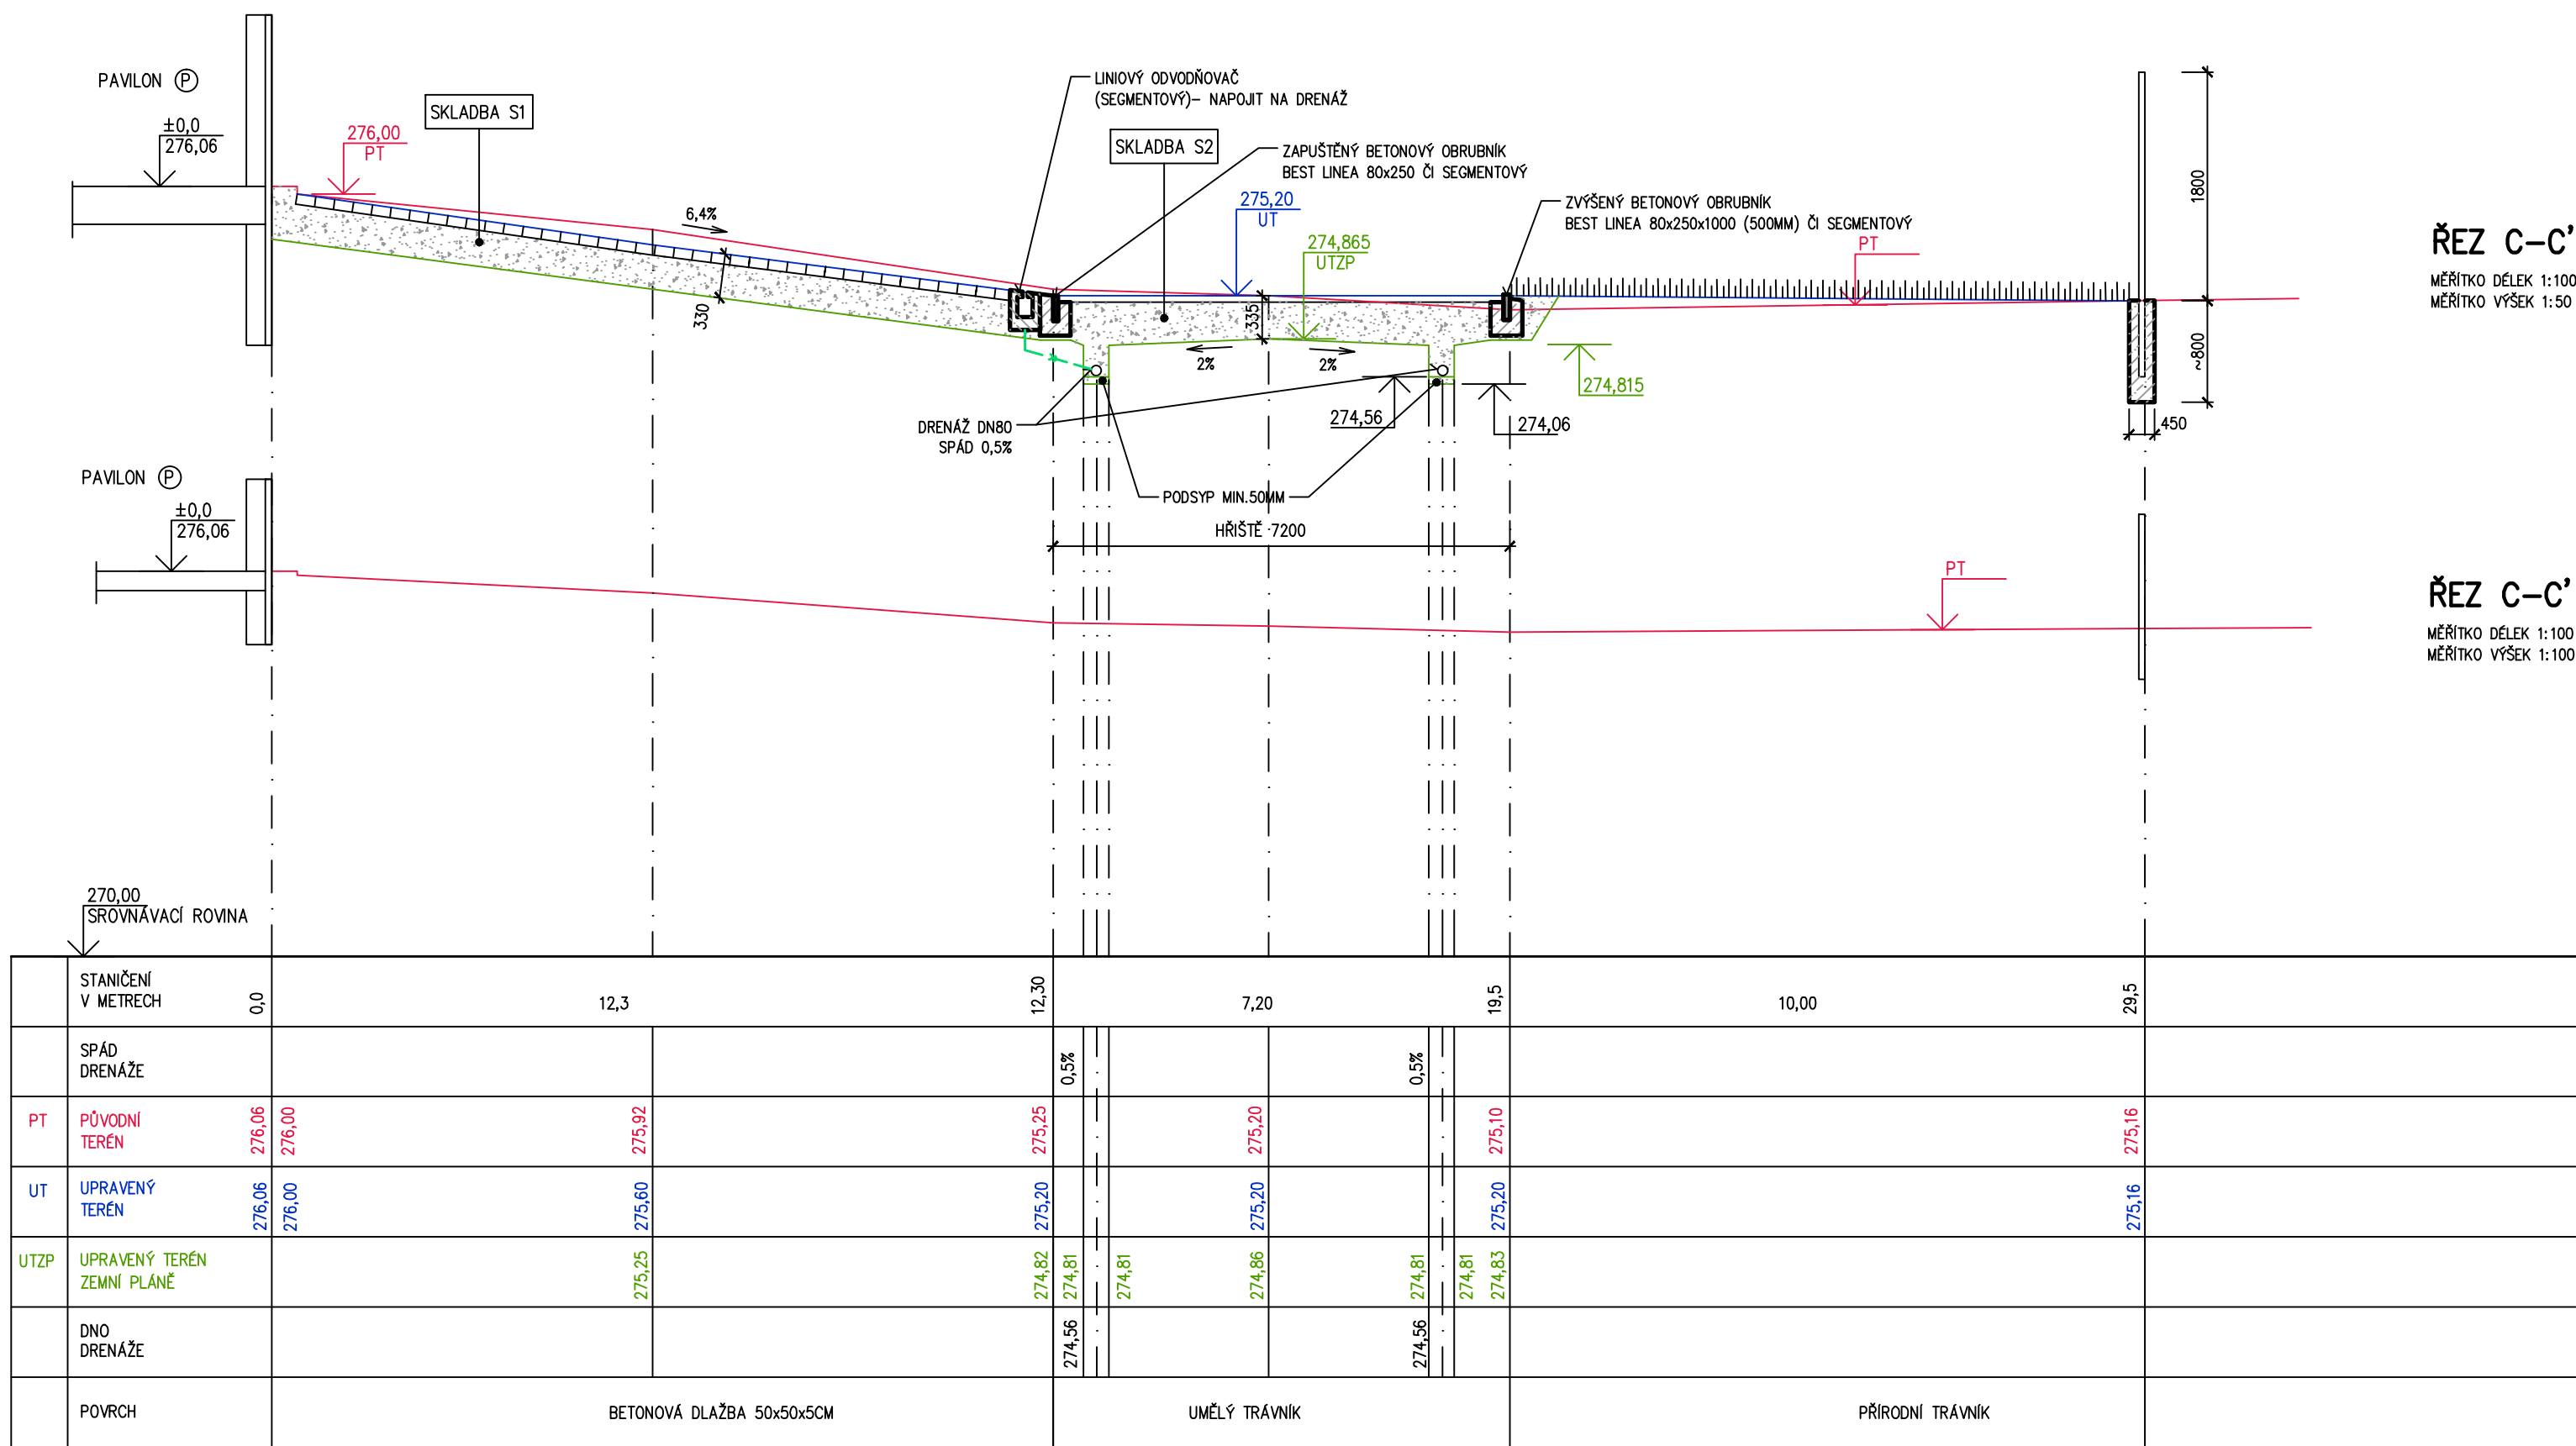 PAVILON P
±0,0
276,06
SKLADBA S1
276,00
PT
6,4%
330
LINIOVÝ ODVODŇOVAČ
(SEGMENTOVÝ)– NAPOJIT NA DRENÁŽ
SKLADBA S2
ZAPUŠTĚNÝ BETONOVÝ OBRUBNÍK
BEST LINEA 80x250 ČI SEGMENTOVÝ
275,20
UT
274,865
UTZP
335
ZVÝŠENÝ BETONOVÝ OBRUBNÍK
BEST LINEA 80x250x1000 (500MM) ČI SEGMENTOVÝ
PT
1800
~800
450
ŘEZ C–C'
MĚŘÍTKO DÉLEK 1:100
MĚŘÍTKO VÝŠEK 1:50
2%
2%
274,815
274,56
274,06
DRENÁŽ DN80
SPÁD 0,5%
PODSYP MIN.50MM
HŘIŠTĚ 7200
PAVILON P
±0,0
276,06
PT
ŘEZ C–C'
MĚŘÍTKO DÉLEK 1:100
MĚŘÍTKO VÝŠEK 1:100
270,00
SROVNÁVACÍ ROVINA
STANIČENÍ
V METRECH
0,0
12,3
12,30
7,20
19,5
10,00
29,5
SPÁD
DRENÁŽE
0,5%
0,5%
PT
PŮVODNÍ
TERÉN
276,06
276,00
275,92
275,25
275,20
275,10
275,16
UT
UPRAVENÝ
TERÉN
276,06
276,00
275,60
275,20
275,20
275,20
275,16
UTZP
UPRAVENÝ TERÉN
ZEMNÍ PLÁNĚ
275,25
274,82
274,81
274,81
274,86
274,81
274,81
274,83
DNO
DRENÁŽE
274,56
274,56
POVRCH
BETONOVÁ DLAŽBA 50x50x5CM
UMĚLÝ TRÁVNÍK
PŘÍRODNÍ TRÁVNÍK